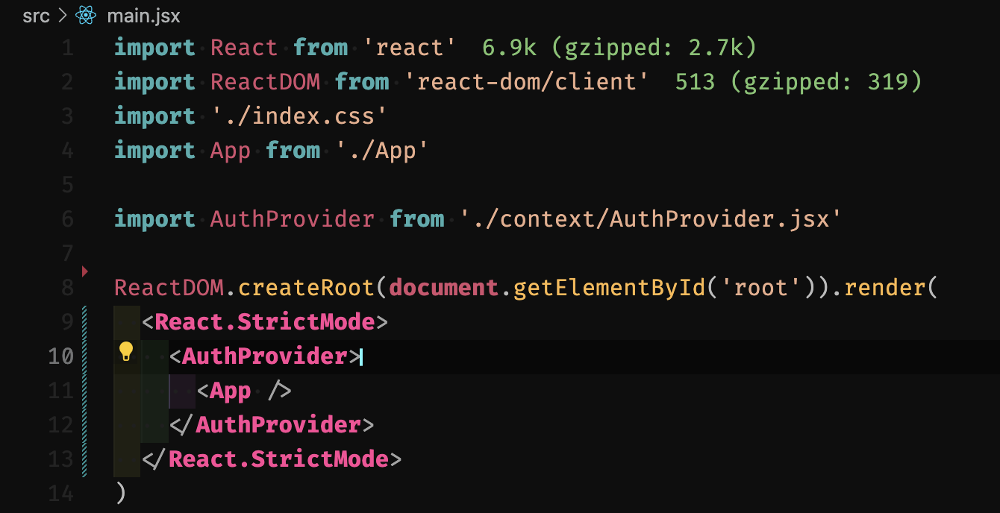 src > main.jsx
1 import React from 'react' 6.9k (gzipped: 2.7k)
2 import ReactDOM from 'react-dom/client' 513 (gzipped: 319)
3 import './index.css'
4 import App from './App'
5
6 import AuthProvider from './context/AuthProvider.jsx'
7
8 ReactDOM.createRoot(document.getElementById('root')).render(
9   <React.StrictMode>
10     <AuthProvider>
11       <App />
12     </AuthProvider>
13   </React.StrictMode>
14 )